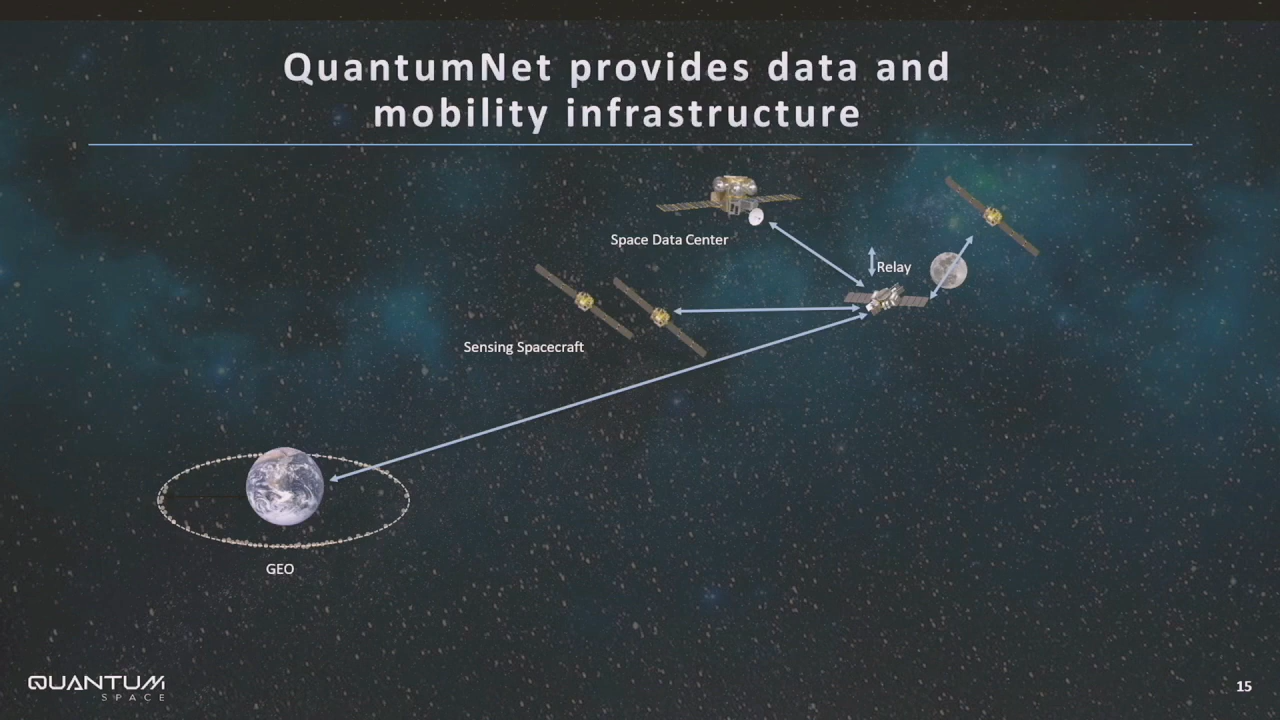 QuantumNet provides data and
mobility infrastructure
Space Data Center
Relay
Sensing Spacecraft
GEO
QUANTUM
SPACE
15